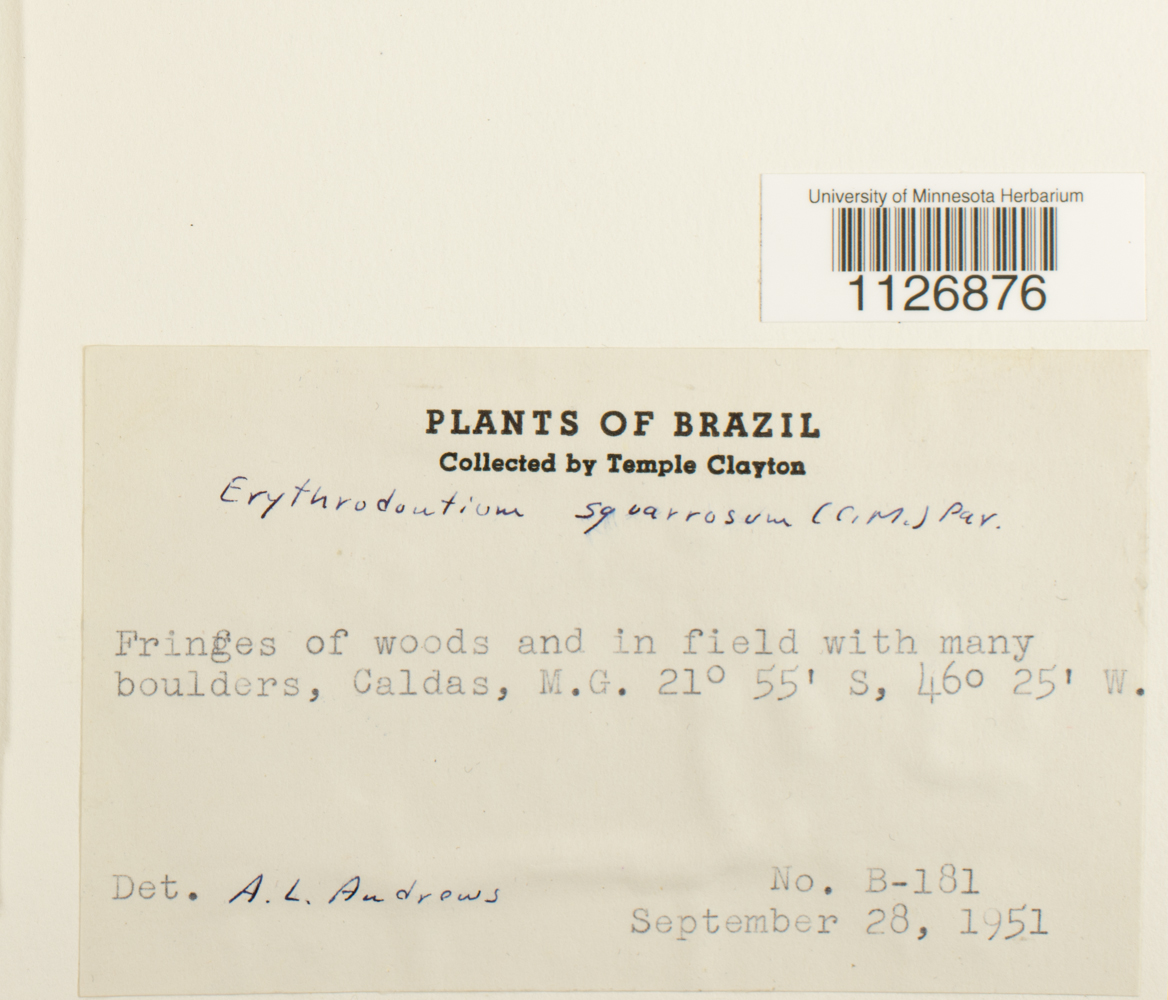 University of Minnesota Herbarium
1126876
PLANTS OF BRAZIL
Collected by Temple Clayton
Erythrodontium squarrosum (C.M.) Par.
Fringes of woods and in field with many
boulders, Caldas, M.G. 21° 55' S, 46° 25' W.
Det. A. L. Andrews
No. B-181
September 28, 1951